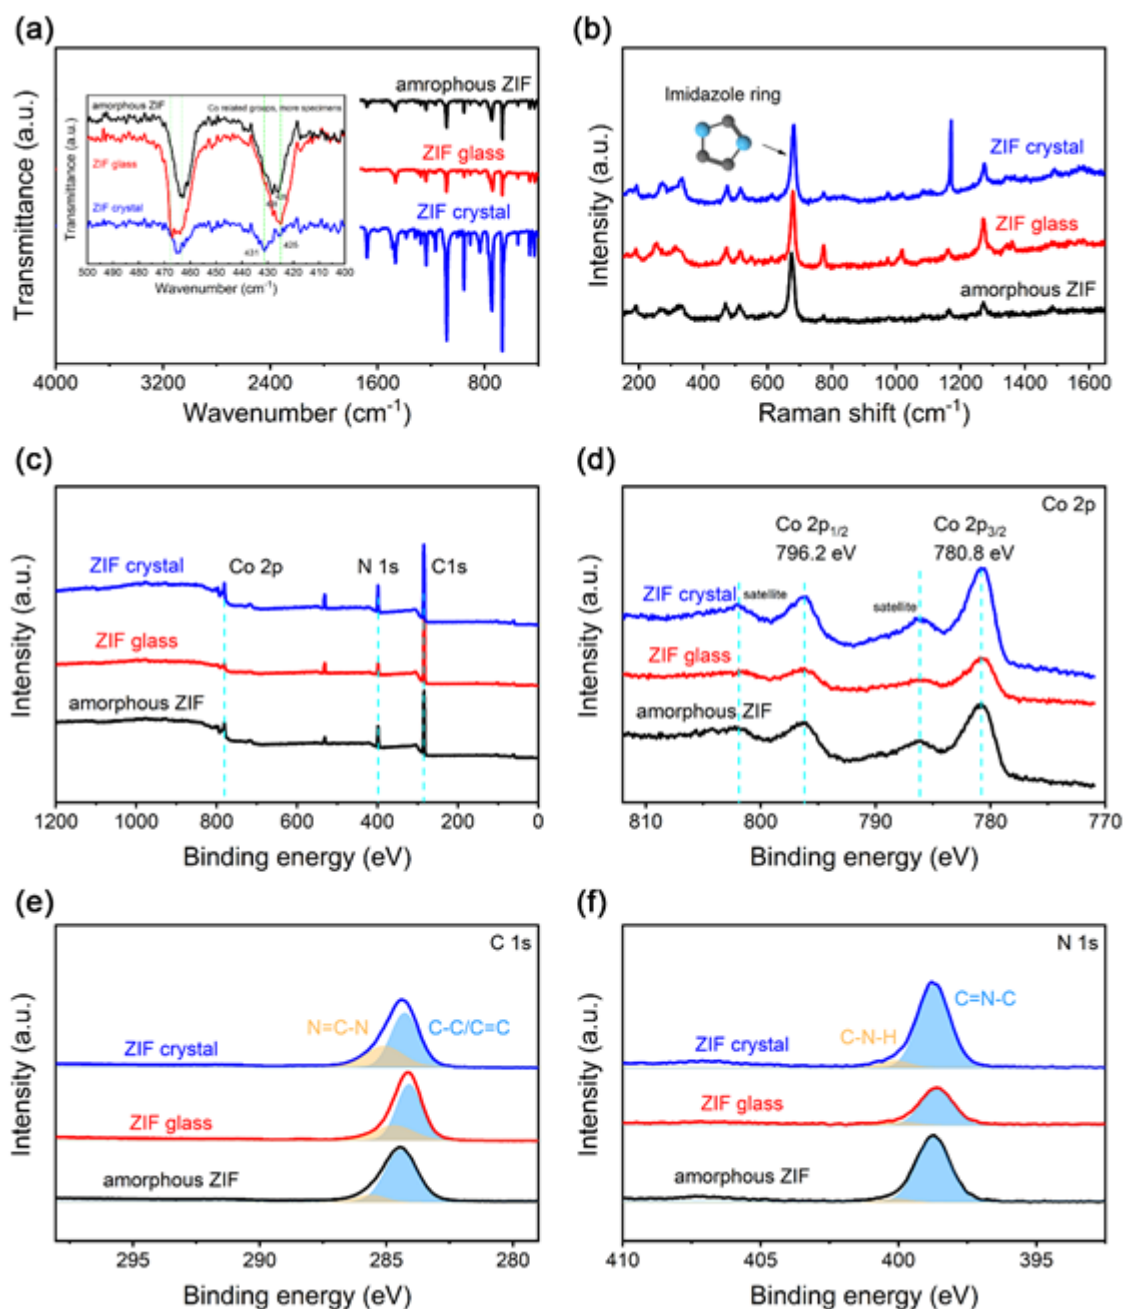 (a)
Transmittance (a.u.)
amrophous ZIF
ZIF glass
ZIF crystal
4000 3200 2400 1600 800
Wavenumber (cm-1)
amorphous ZIF
Co related groups, more specimens
ZIF glass
ZIF crystal
431
425
Transmittance (a.u.)
500 490 480 470 460 450 440 430 420 410 400
Wavenumber (cm-1)
(b)
Intensity (a.u.)
Imidazole ring
ZIF crystal
ZIF glass
amorphous ZIF
200 400 600 800 1000 1200 1400 1600
Raman shift (cm-1)
(c)
Intensity (a.u.)
ZIF crystal
Co 2p
N 1s
C1s
ZIF glass
amorphous ZIF
1200 1000 800 600 400 200 0
Binding energy (eV)
(d)
Intensity (a.u.)
Co 2p
Co 2p1/2
796.2 eV
Co 2p3/2
780.8 eV
ZIF crystal
satellite
satellite
ZIF glass
amorphous ZIF
810 800 790 780 770
Binding energy (eV)
(e)
Intensity (a.u.)
C 1s
N=C-N
C-C/C=C
ZIF crystal
ZIF glass
amorphous ZIF
295 290 285 280
Binding energy (eV)
(f)
Intensity (a.u.)
N 1s
C=N-C
C-N-H
ZIF crystal
ZIF glass
amorphous ZIF
410 405 400 395
Binding energy (eV)